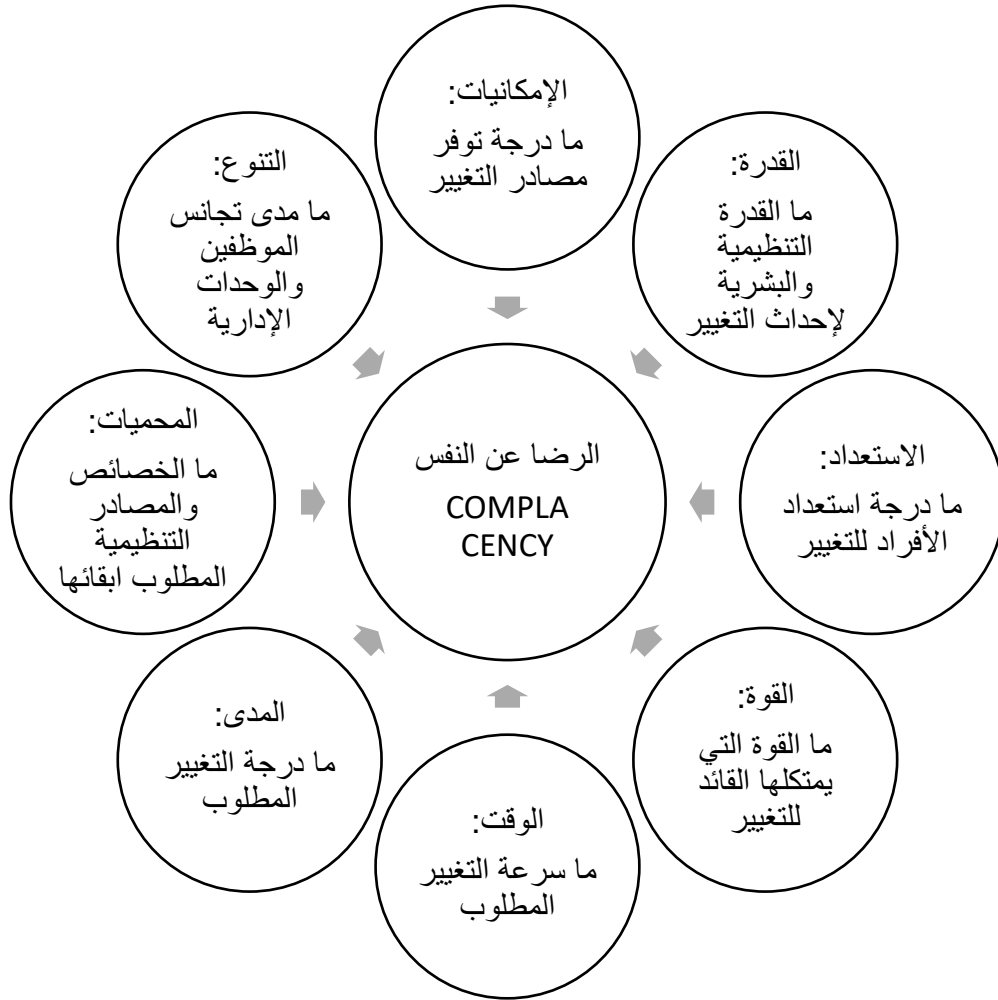 الإمكانيات:
ما درجة توفر
مصادر التغيير
القدرة:
ما القدرة
التنظيمية
والبشرية
لإحداث التغيير
الاستعداد:
ما درجة استعداد
الأفراد للتغيير
القوة:
ما القوة التي
يمتكلها القائد
للتغيير
الوقت:
ما سرعة التغيير
المطلوب
المدى:
ما درجة التغيير
المطلوب
المحميات:
ما الخصائص
والمصادر
التنظيمية
المطلوب ابقائها
التنوع:
ما مدى تجانس
الموظفين
والوحدات
الإدارية
الرضا عن النفس
COMPLA
CENCY